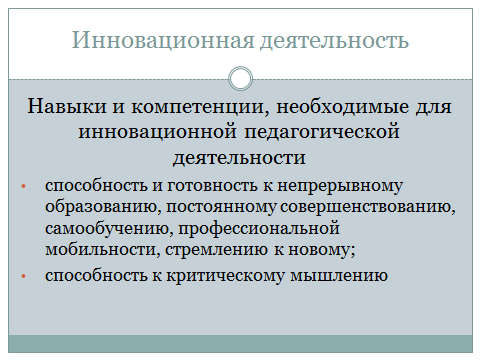 Инновационная деятельность
Навыки и компетенции, необходимые для
инновационной педагогической
деятельности
• способность и готовность к непрерывному
образованию, постоянному совершенствованию,
самообучению, профессиональной
мобильности, стремлению к новому;
• способность к критическому мышлению